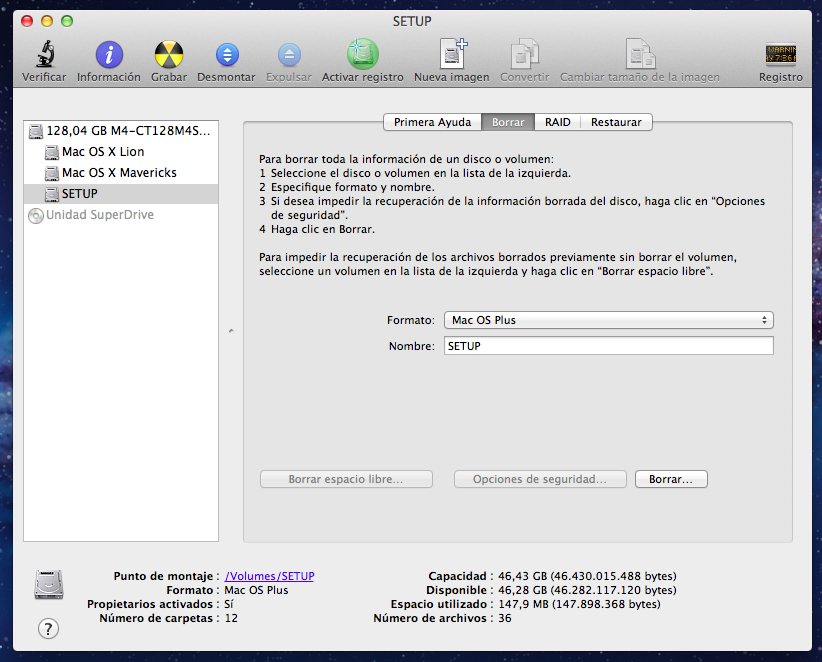 SETUP
Verificar Información Grabar Desmontar Expulsar Activar registro Nueva imagen Convertir Cambiar tamaño de la imagen Registro
128,04 GB M4-CT128M4S...
Mac OS X Lion
Mac OS X Mavericks
SETUP
Unidad SuperDrive
Primera Ayuda Borrar RAID Restaurar
Para borrar toda la información de un disco o volumen:
1 Seleccione el disco o volumen en la lista de la izquierda.
2 Especifique formato y nombre.
3 Si desea impedir la recuperación de la información borrada del disco, haga clic en “Opciones
de seguridad”.
4 Haga clic en Borrar.
Para impedir la recuperación de los archivos borrados previamente sin borrar el volumen,
seleccione un volumen en la lista de la izquierda y haga clic en “Borrar espacio libre”.
Formato: Mac OS Plus
Nombre: SETUP
Borrar espacio libre... Opciones de seguridad... Borrar...
Punto de montaje : /Volumes/SETUP
Formato : Mac OS Plus
Propietarios activados : Sí
Número de carpetas : 12
Capacidad : 46,43 GB (46.430.015.488 bytes)
Disponible : 46,28 GB (46.282.117.120 bytes)
Espacio utilizado : 147,9 MB (147.898.368 bytes)
Número de archivos : 36
?